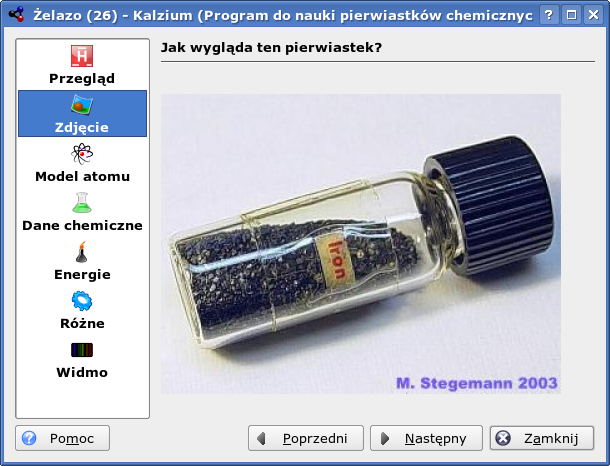 Żelazo (26) - Kalzium (Program do nauki pierwiastków chemicznyc
Jak wygląda ten pierwiastek?
H
Przegląd
Zdjęcie
Model atomu
Dane chemiczne
Energie
Różne
Widmo
Iron
M. Stegemann 2003
Pomoc
Poprzedni
Następny
Zamknij